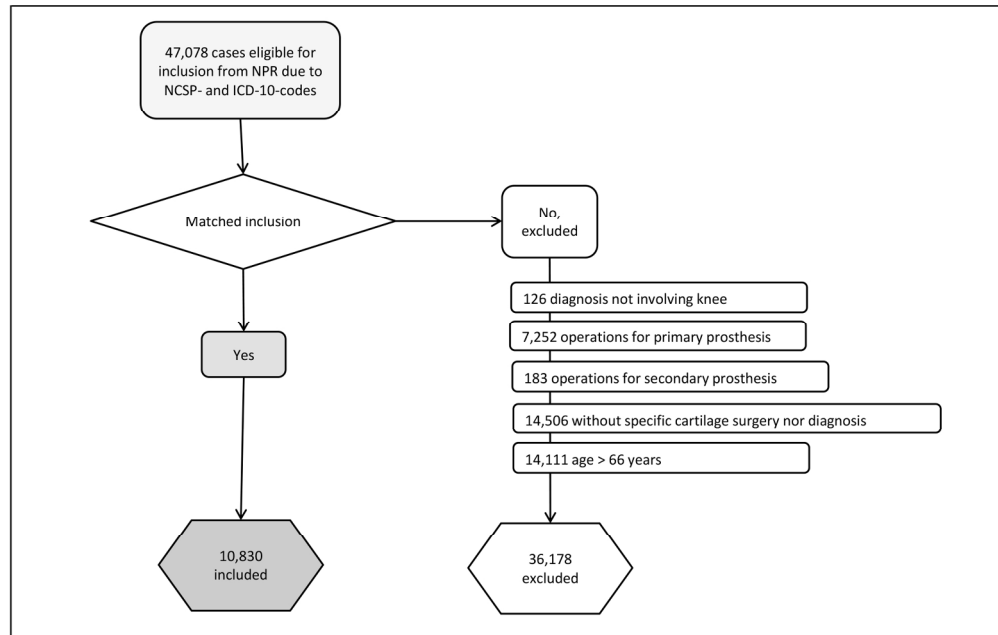 47,078 cases eligible for
inclusion from NPR due to
NCSP- and ICD-10-codes
Matched inclusion
No,
excluded
126 diagnosis not involving knee
7,252 operations for primary prosthesis
Yes
183 operations for secondary prosthesis
14,506 without specific cartilage surgery nor diagnosis
14,111 age > 66 years
10,830
included
36,178
excluded